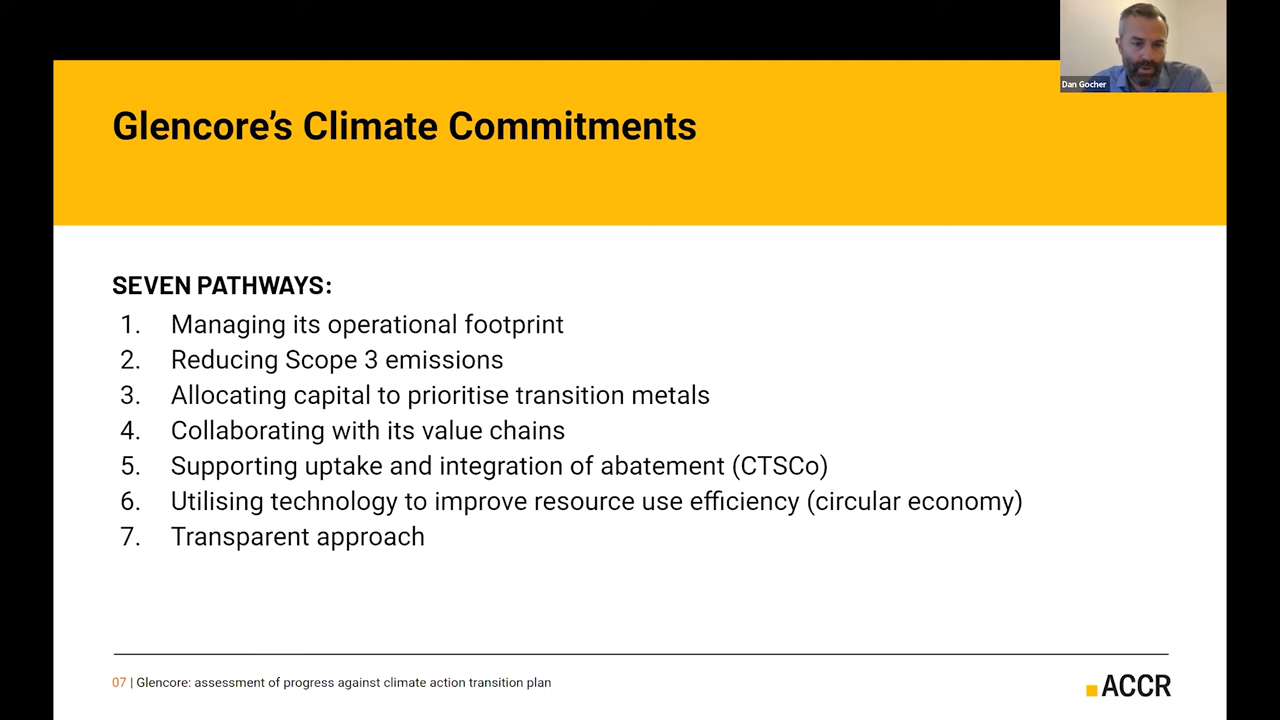 Dan Gocher
Glencore's Climate Commitments
SEVEN PATHWAYS:
1. Managing its operational footprint
2. Reducing Scope 3 emissions
3. Allocating capital to prioritise transition metals
4. Collaborating with its value chains
5. Supporting uptake and integration of abatement (CTSCo)
6. Utilising technology to improve resource use efficiency (circular economy)
7. Transparent approach
07 | Glencore: assessment of progress against climate action transition plan
ACCR